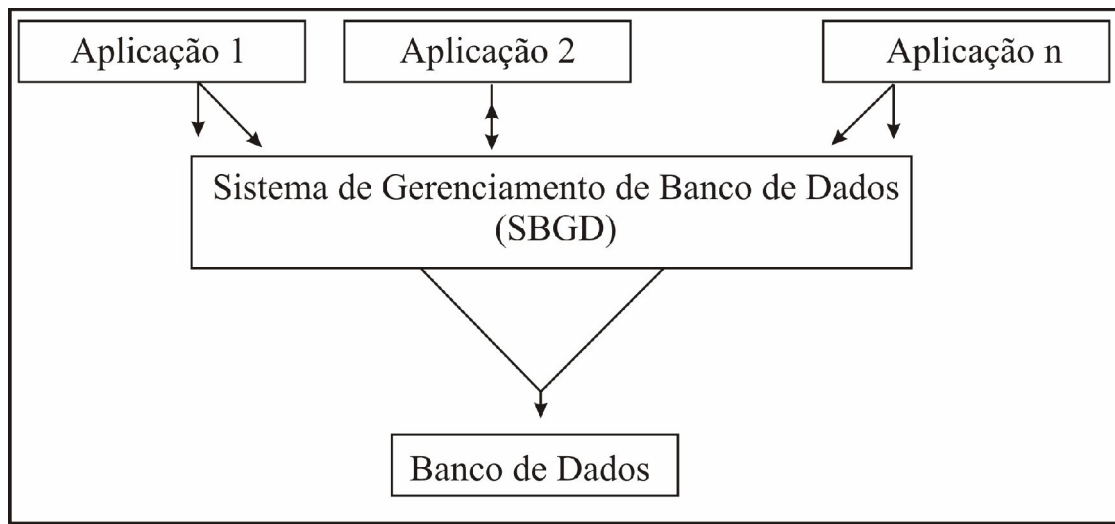 Aplicação 1
Aplicação 2
Aplicação n
Sistema de Gerenciamento de Banco de Dados
(SBGD)
Banco de Dados